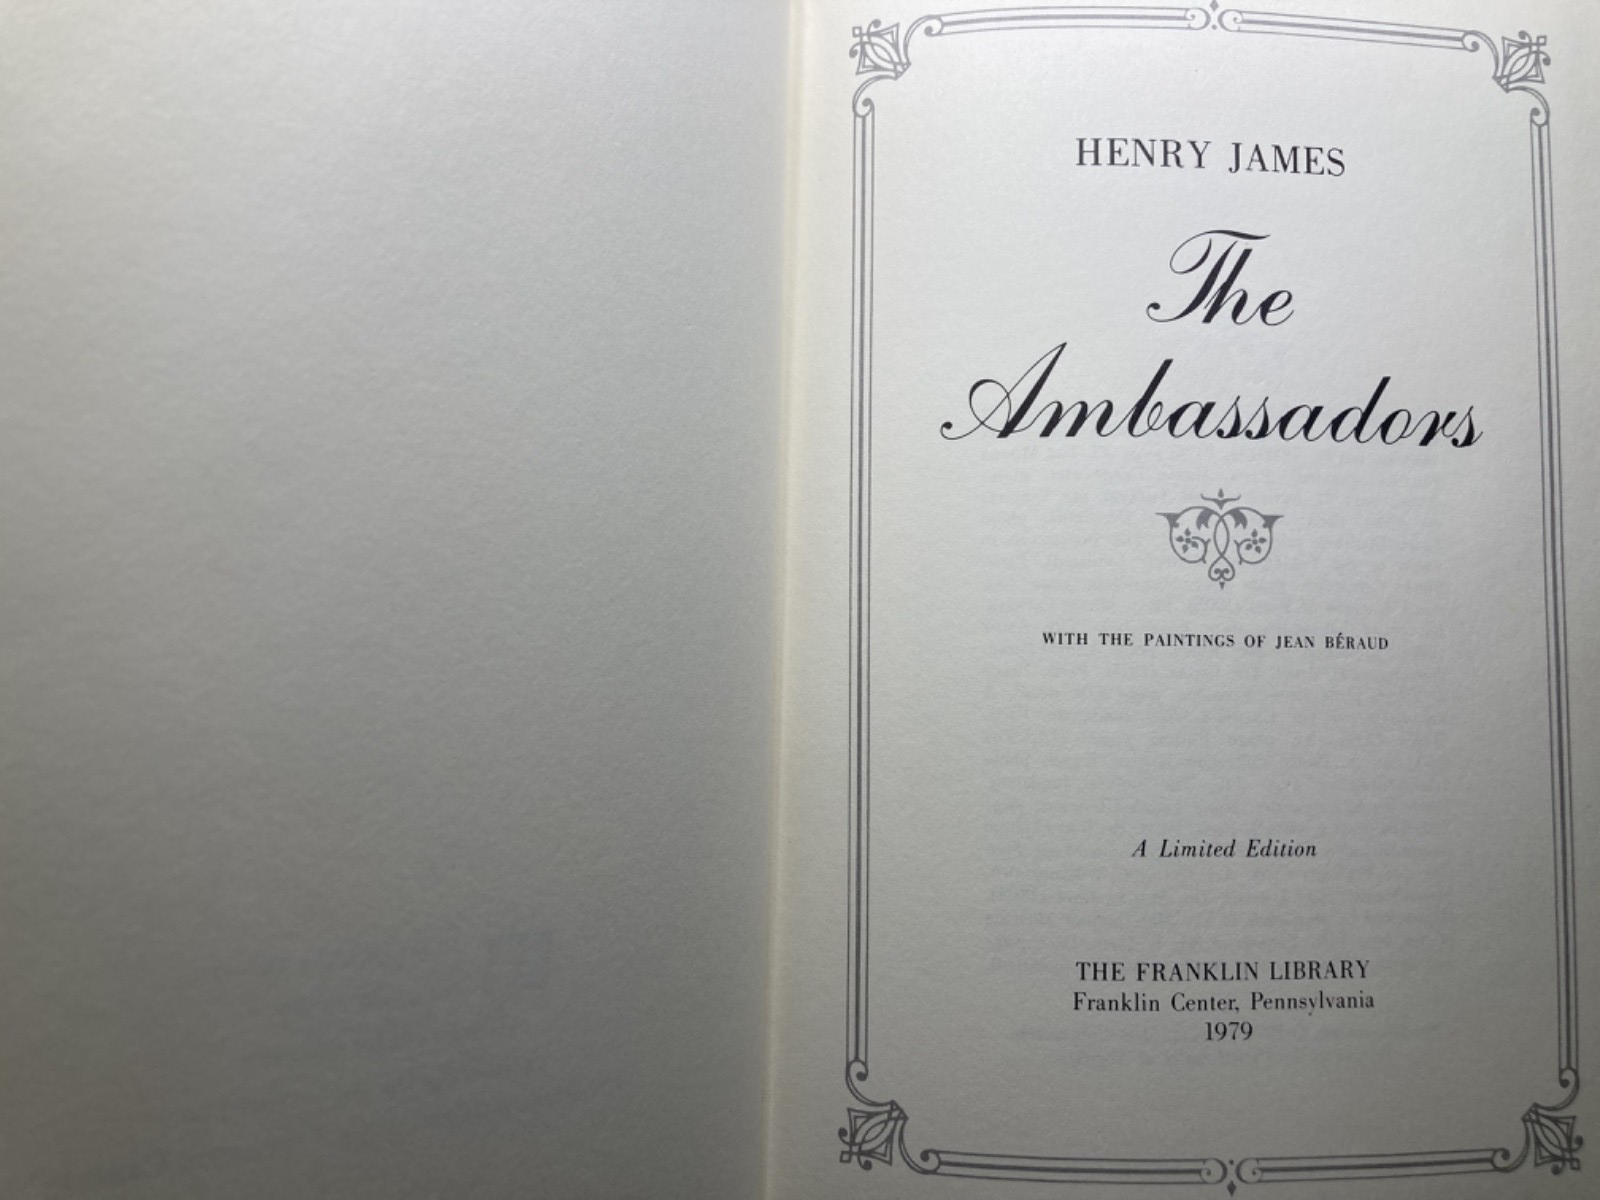 HENRY JAMES
The
Ambassadors
WITH THE PAINTINGS OF JEAN BÉRAUD
A Limited Edition
THE FRANKLIN LIBRARY
Franklin Center, Pennsylvania
1979